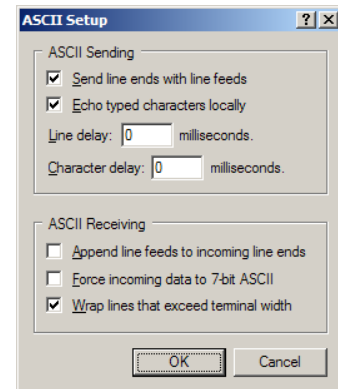 ASCII Setup
ASCII Sending
Send line ends with line feeds
Echo typed characters locally
Line delay: 0 milliseconds.
Character delay: 0 milliseconds.
ASCII Receiving
Append line feeds to incoming line ends
Force incoming data to 7-bit ASCII
Wrap lines that exceed terminal width
OK Cancel